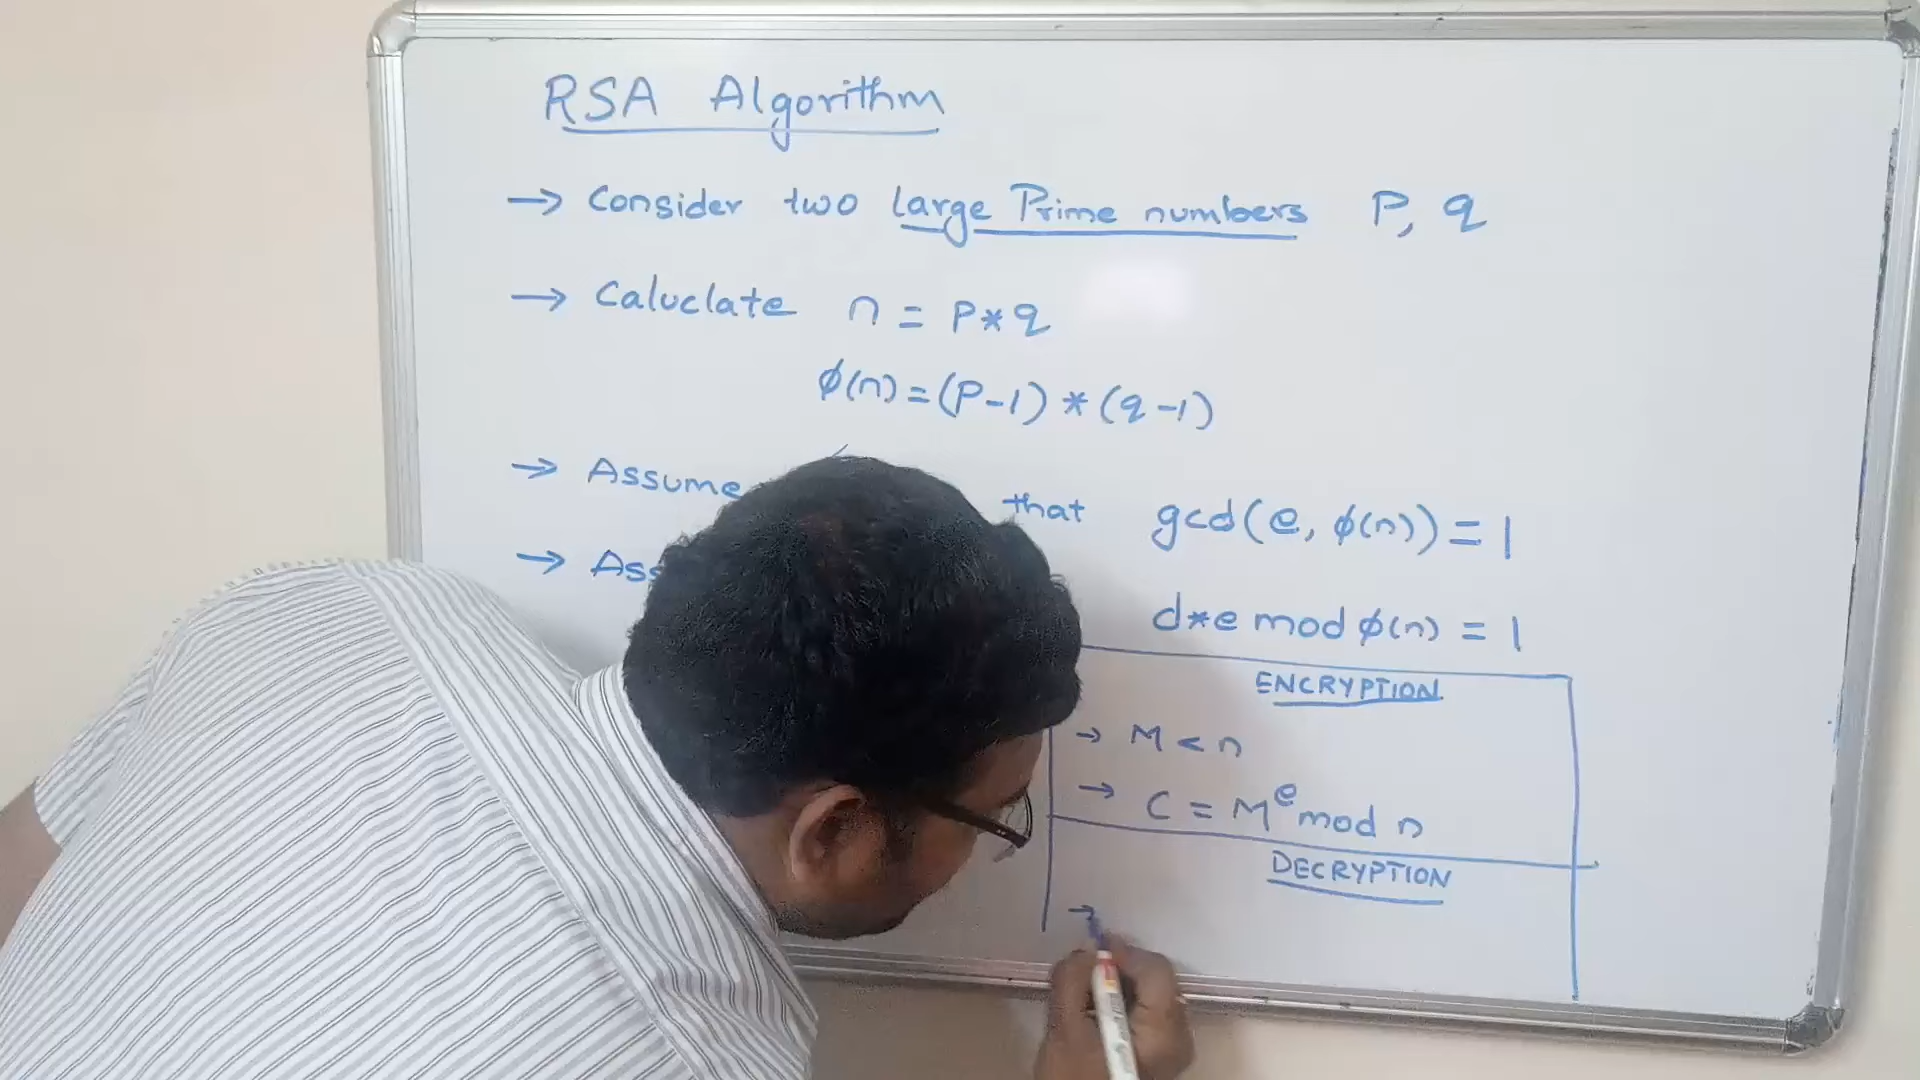 RSA Algorithm
→ Consider two large Prime numbers P, q
→ Caluclate n = P * q
ϕ(n) = (P-1) * (q-1)
→ Assume that gcd(e, ϕ(n)) = 1
→ d*e mod ϕ(n) = 1
ENCRYPTION
→ M < n
→ C = M^e mod n
DECRYPTION
→